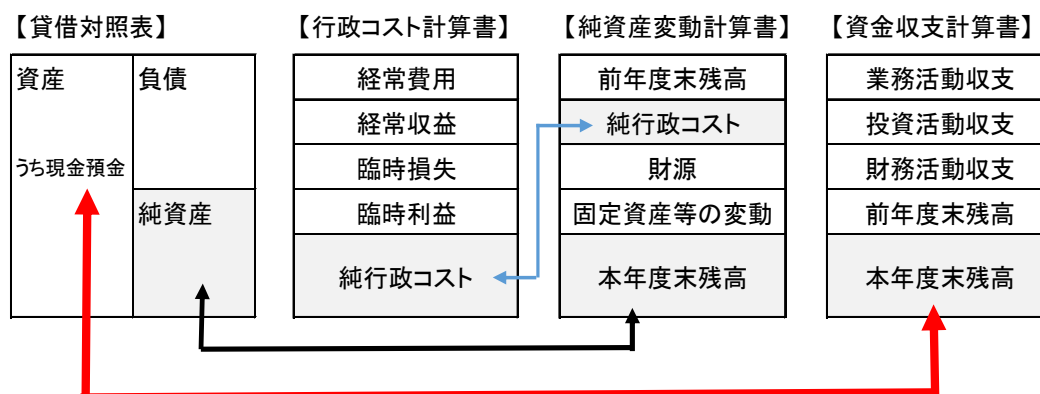 【貸借対照表】
資産
うち現金預金
負債
純資産
【行政コスト計算書】
経常費用
経常収益
臨時損失
臨時利益
純行政コスト
【純資産変動計算書】
前年度末残高
純行政コスト
財源
固定資産等の変動
本年度末残高
【資金収支計算書】
業務活動収支
投資活動収支
財務活動収支
前年度末残高
本年度末残高